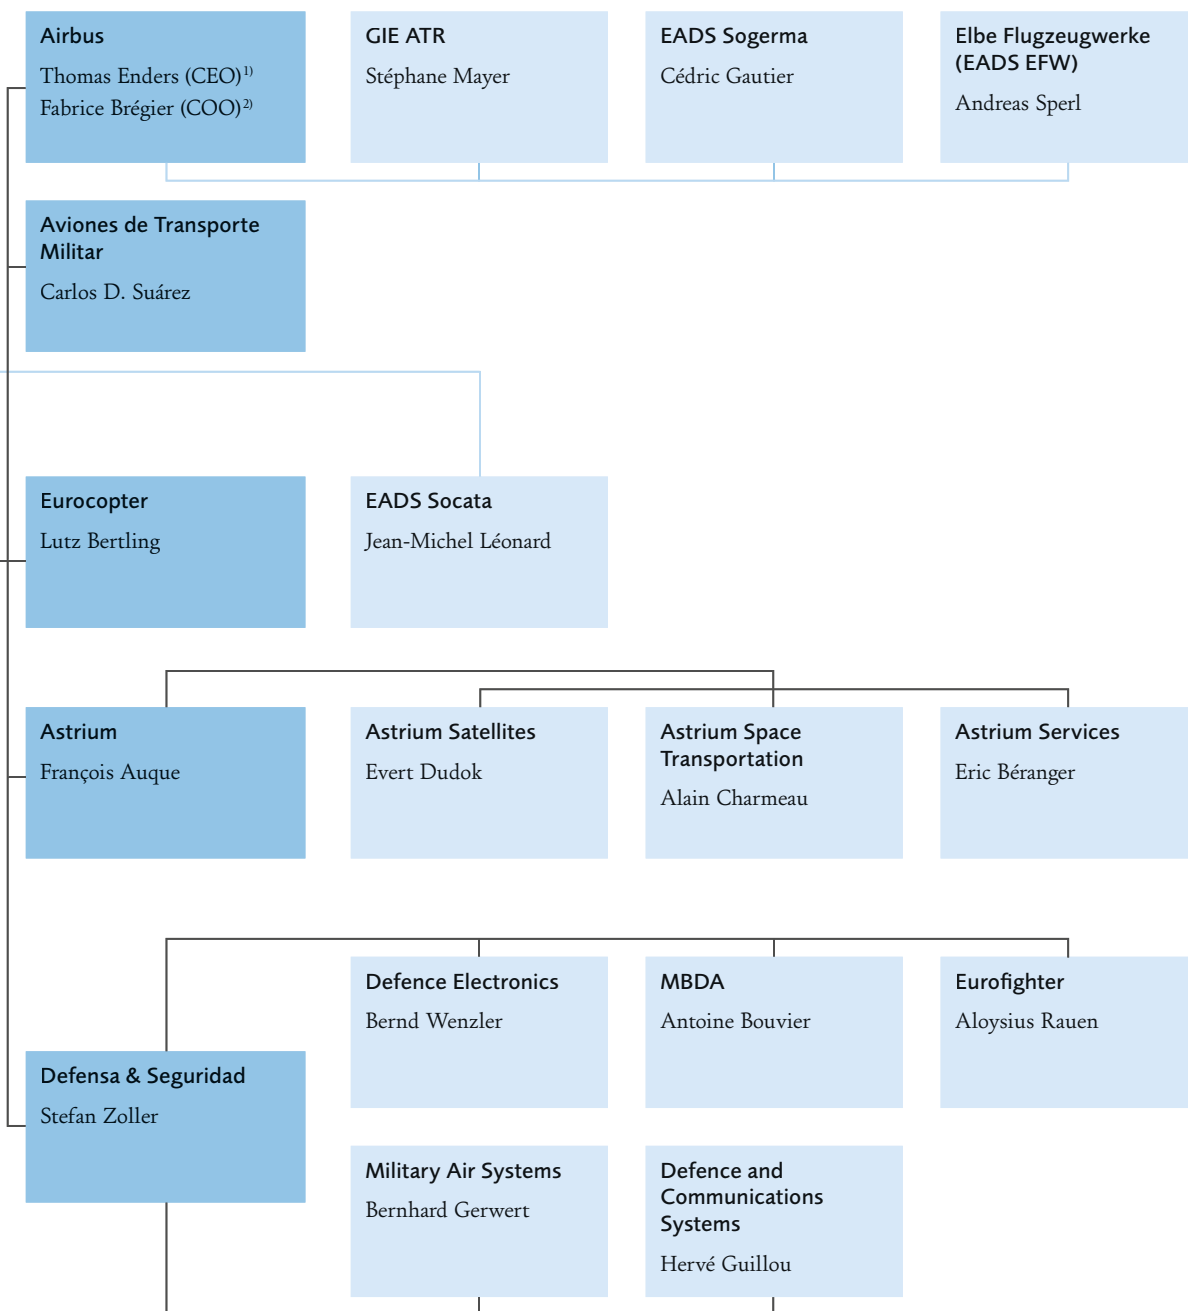 Airbus
Thomas Enders (CEO)1)
Fabrice Brégier (COO)2)
GIE ATR
Stéphane Mayer
EADS Sogerma
Cédric Gautier
Elbe Flugzeugwerke
(EADS EFW)
Andreas Sperl
Aviones de Transporte
Militar
Carlos D. Suárez
Eurocopter
Lutz Bertling
EADS Socata
Jean-Michel Léonard
Astrium
François Auque
Astrium Satellites
Evert Dudok
Astrium Space
Transportation
Alain Charmeau
Astrium Services
Eric Béranger
Defence Electronics
Bernd Wenzler
MBDA
Antoine Bouvier
Eurofighter
Aloysius Rauen
Defensa & Seguridad
Stefan Zoller
Military Air Systems
Bernhard Gerwert
Defence and
Communications
Systems
Hervé Guillou